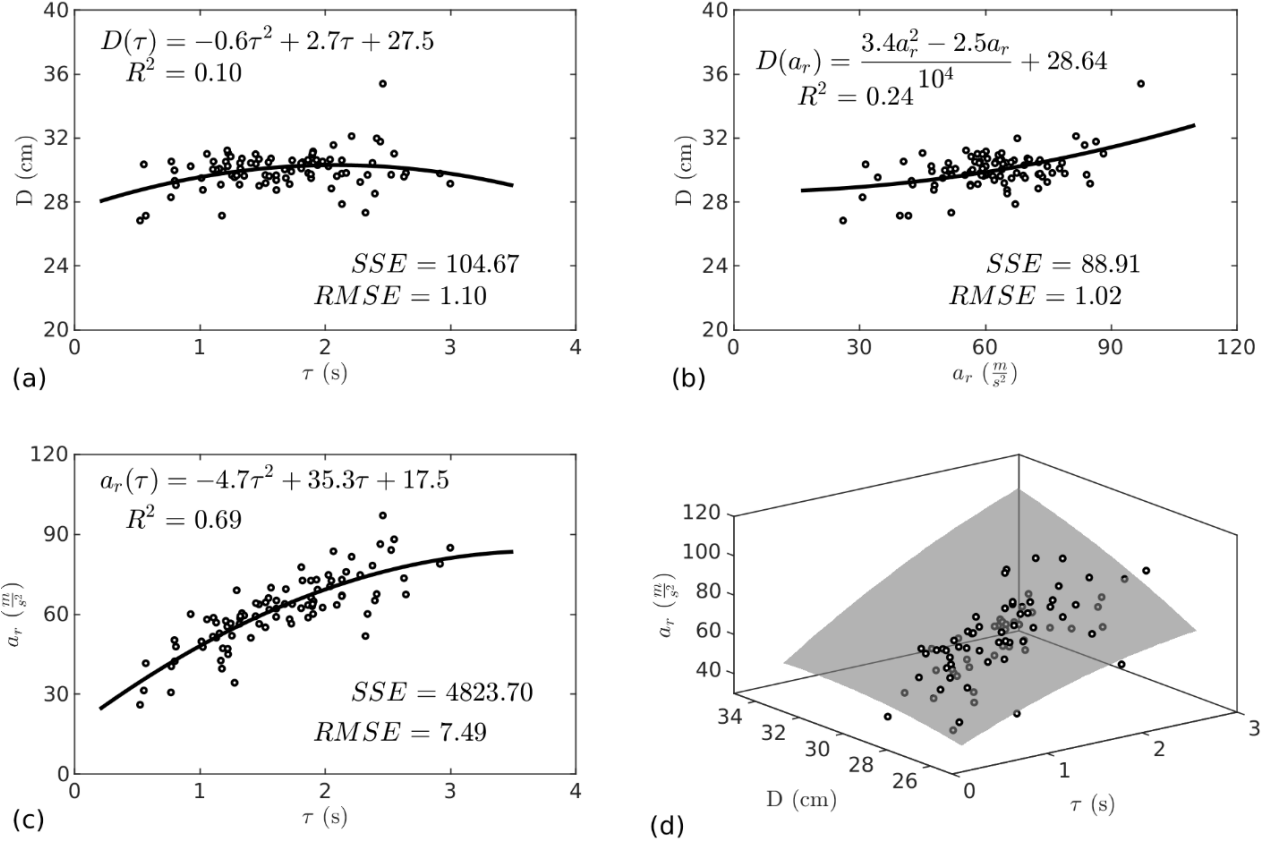 40
36
32
28
24
20
D (cm)
D(τ) = −0.6τ² + 2.7τ + 27.5
R² = 0.10
SSE = 104.67
RMSE = 1.10
0 1 2 3 4
τ (s)
(a)
40
36
32
28
24
20
D (cm)
D(a_r) = (3.4a_r² − 2.5a_r)/10⁴ + 28.64
R² = 0.24
SSE = 88.91
RMSE = 1.02
0 30 60 90 120
a_r (m/s²)
(b)
120
90
60
30
0
a_r (m/s²)
a_r(τ) = −4.7τ² + 35.3τ + 17.5
R² = 0.69
SSE = 4823.70
RMSE = 7.49
0 1 2 3 4
τ (s)
(c)
120
100
80
60
40
a_r (m/s²)
34 32 30 28 26
D (cm)
0 1 2 3
τ (s)
(d)